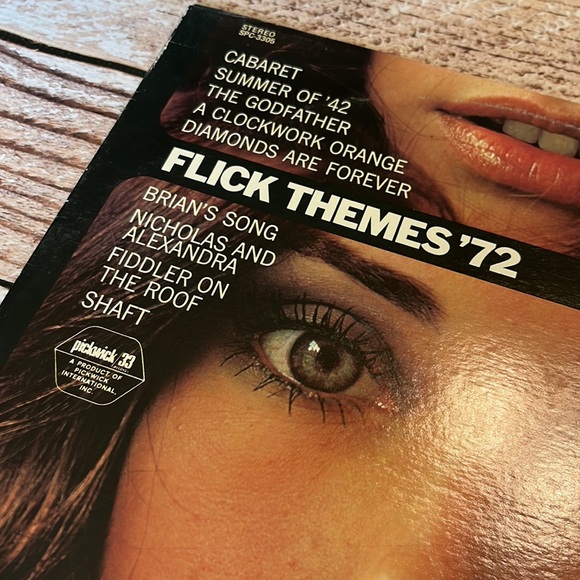 STEREO
SPC-3305
CABARET
SUMMER OF '42
THE GODFATHER
A CLOCKWORK ORANGE
DIAMONDS ARE FOREVER
FLICK THEMES '72
BRIAN'S SONG
NICHOLAS AND
ALEXANDRA
FIDDLER ON
THE ROOF
SHAFT
pickwick/33
A PRODUCT OF
PICKWICK
INTERNATIONAL,
INC.